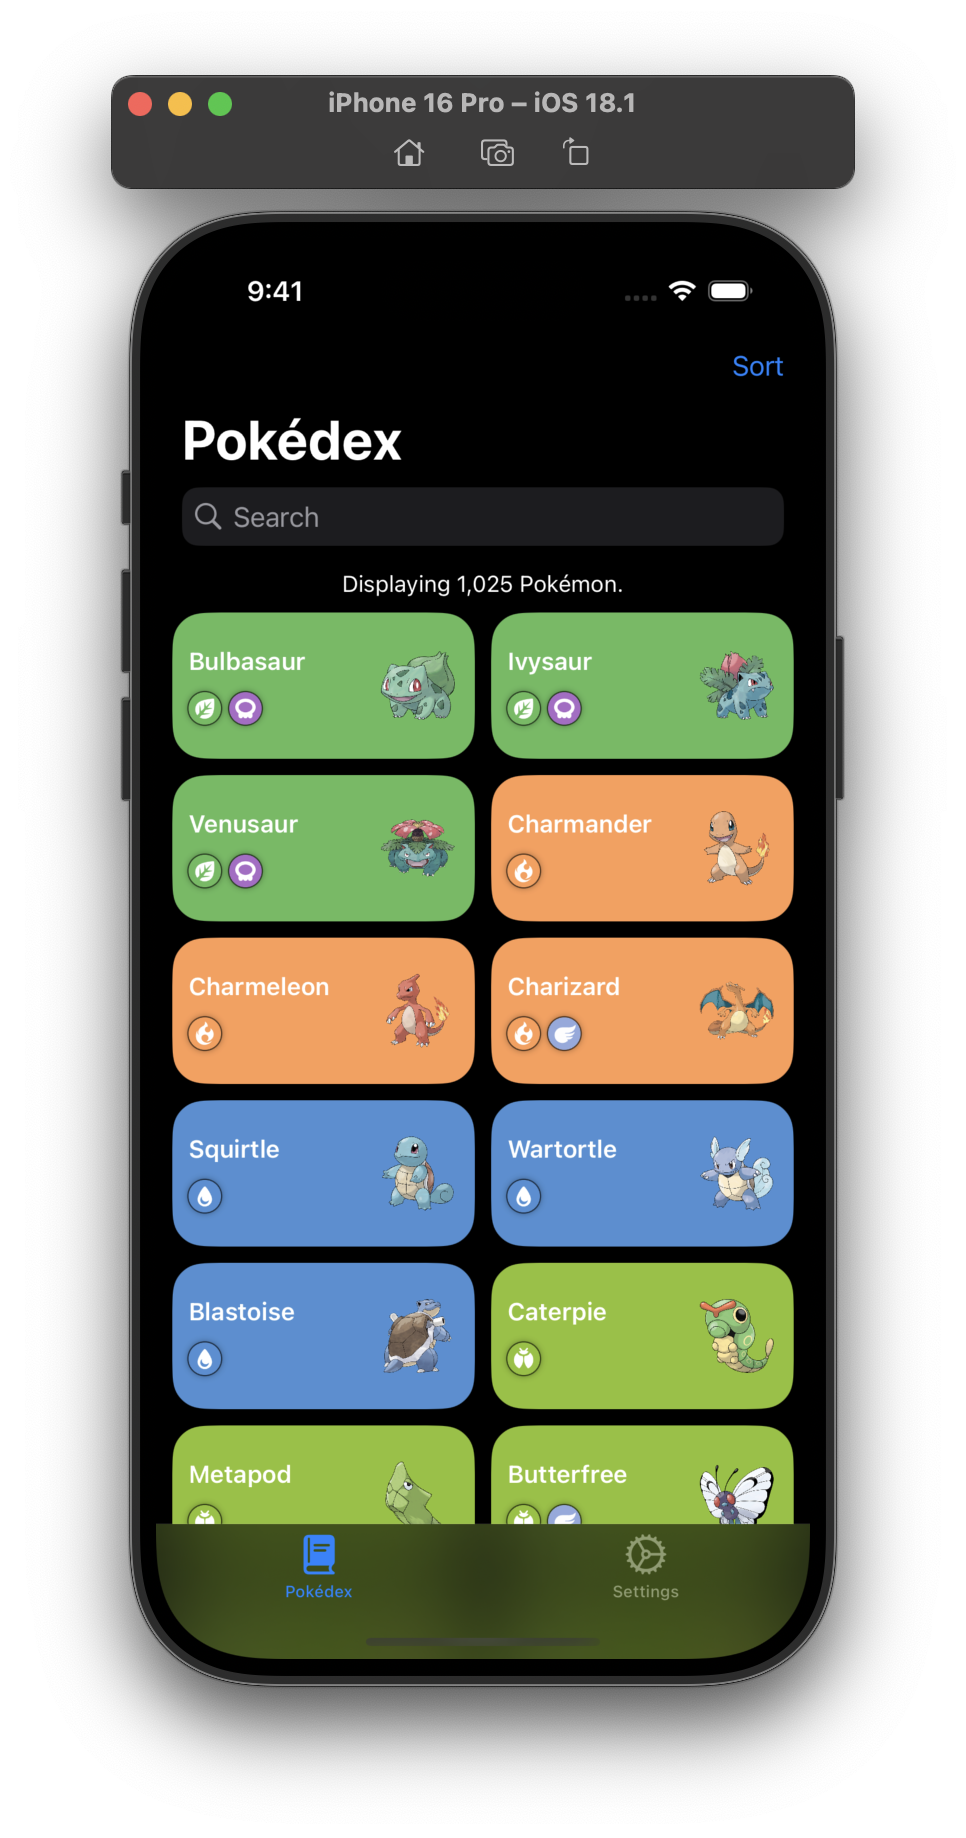 iPhone 16 Pro – iOS 18.1
9:41
Sort
Pokédex
Search
Displaying 1,025 Pokémon.
Bulbasaur
Ivysaur
Venusaur
Charmander
Charmeleon
Charizard
Squirtle
Wartortle
Blastoise
Caterpie
Metapod
Butterfree
Pokédex
Settings